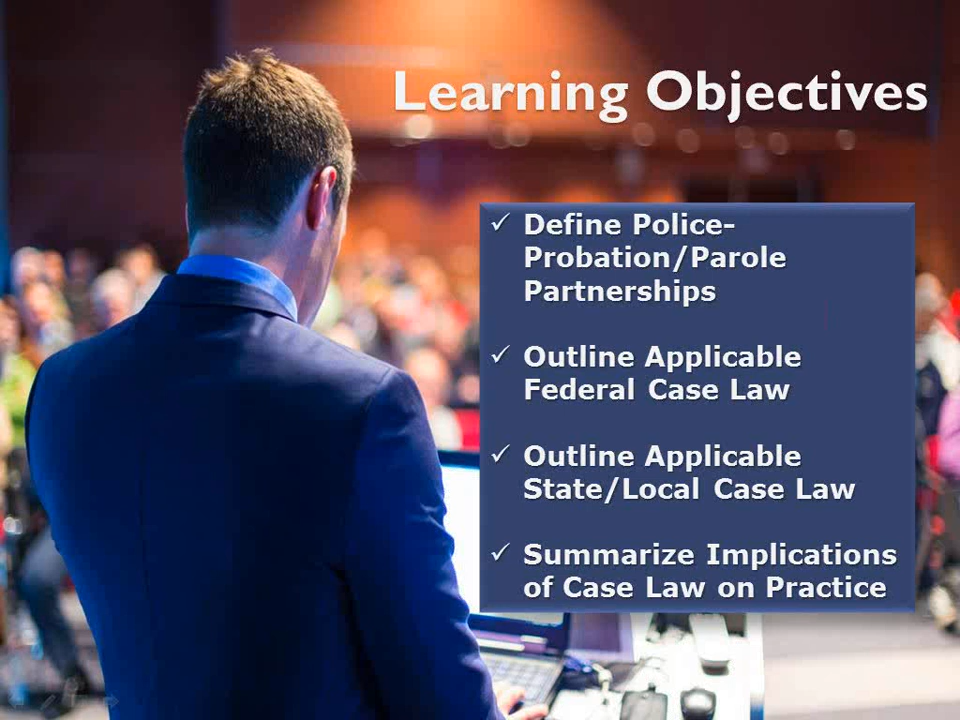 Learning Objectives
✓ Define Police-
Probation/Parole
Partnerships
✓ Outline Applicable
Federal Case Law
✓ Outline Applicable
State/Local Case Law
✓ Summarize Implications
of Case Law on Practice